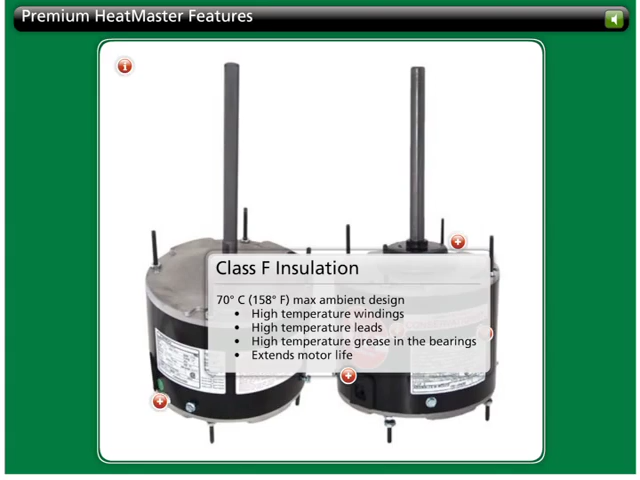 Premium HeatMaster Features
Class F Insulation
70° C (158° F) max ambient design
• High temperature windings
• High temperature leads
• High temperature grease in the bearings
• Extends motor life